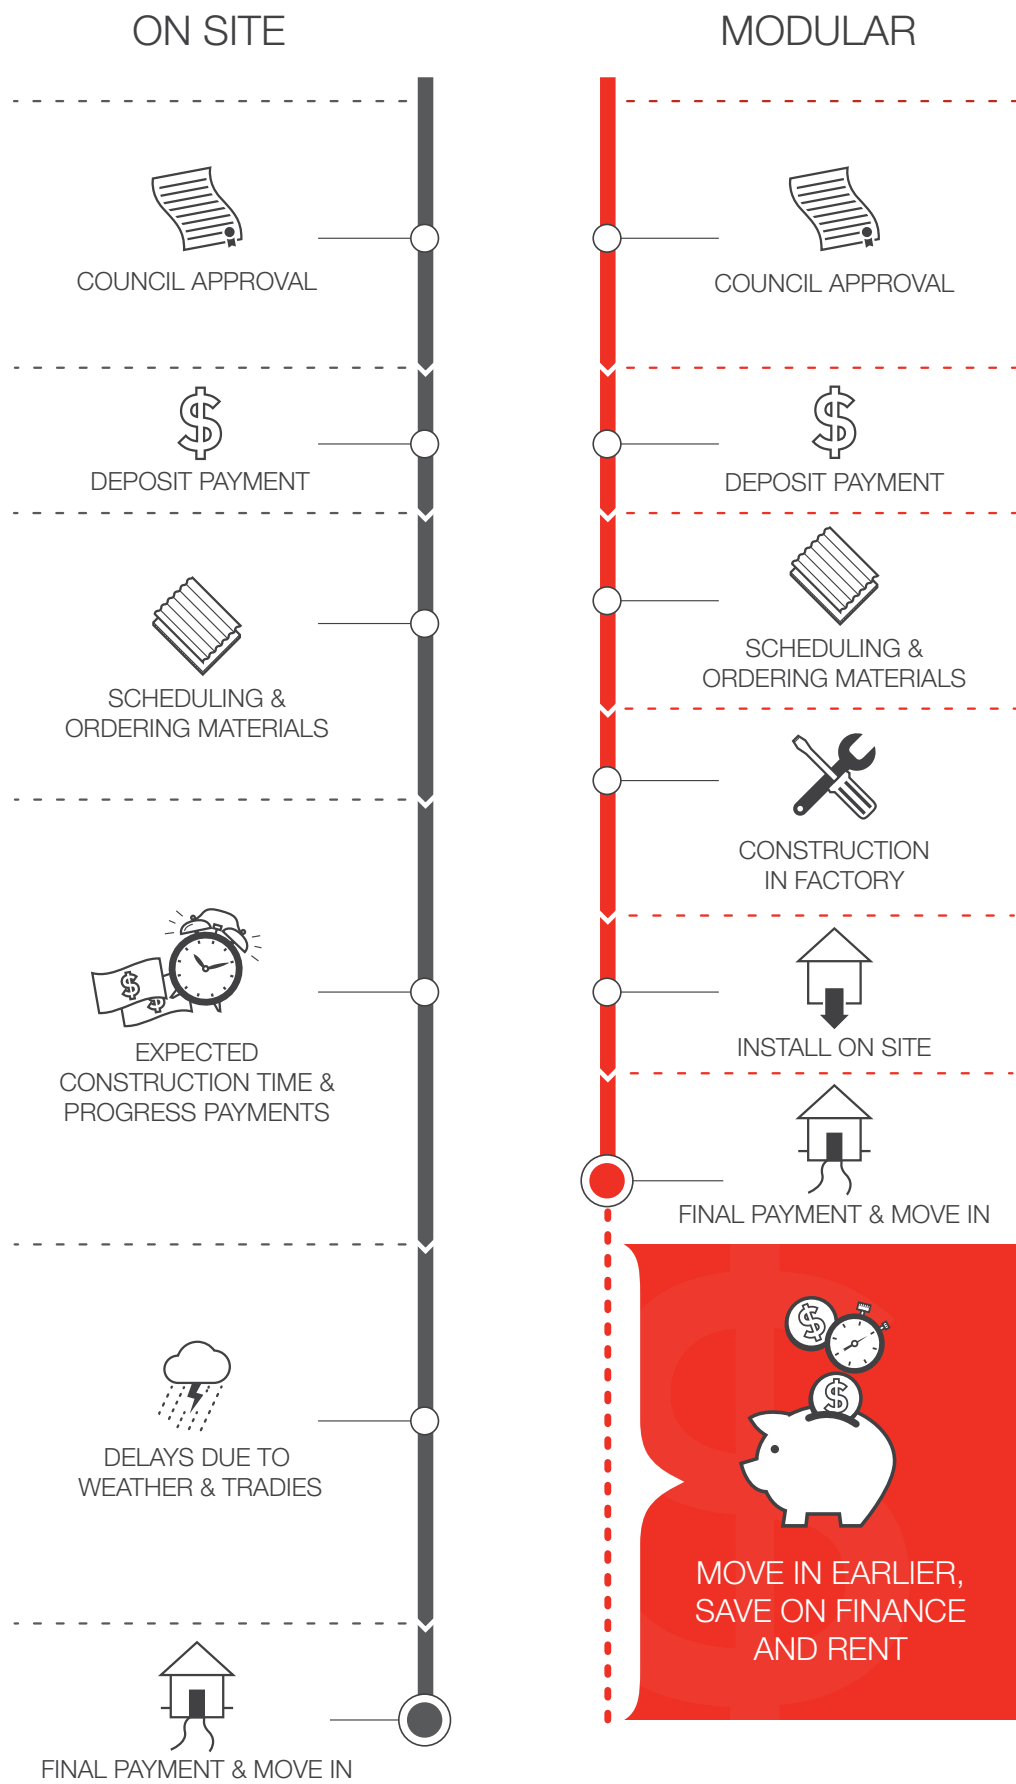 ON SITE
COUNCIL APPROVAL
$
DEPOSIT PAYMENT
SCHEDULING &
ORDERING MATERIALS
$
$
EXPECTED
CONSTRUCTION TIME &
PROGRESS PAYMENTS
DELAYS DUE TO
WEATHER & TRADIES
FINAL PAYMENT & MOVE IN
MODULAR
COUNCIL APPROVAL
$
DEPOSIT PAYMENT
SCHEDULING &
ORDERING MATERIALS
CONSTRUCTION
IN FACTORY
INSTALL ON SITE
FINAL PAYMENT & MOVE IN
$
$
MOVE IN EARLIER,
SAVE ON FINANCE
AND RENT